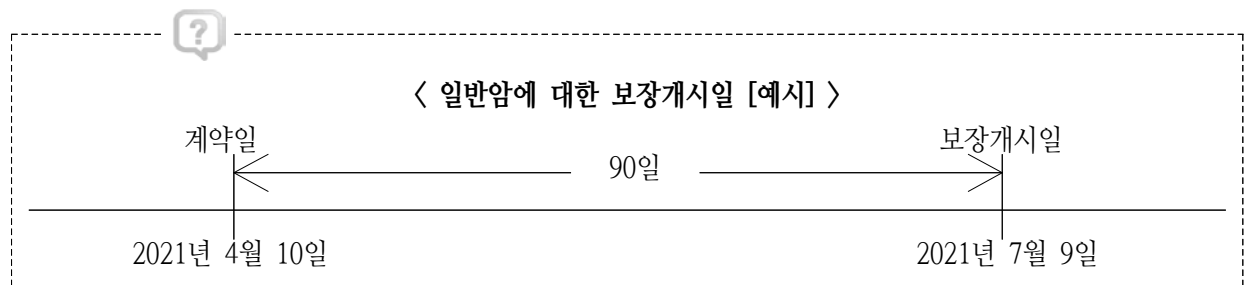 ?
< 일반암에 대한 보장개시일 [예시] >
계약일 보장개시일
90일
2021년 4월 10일 2021년 7월 9일